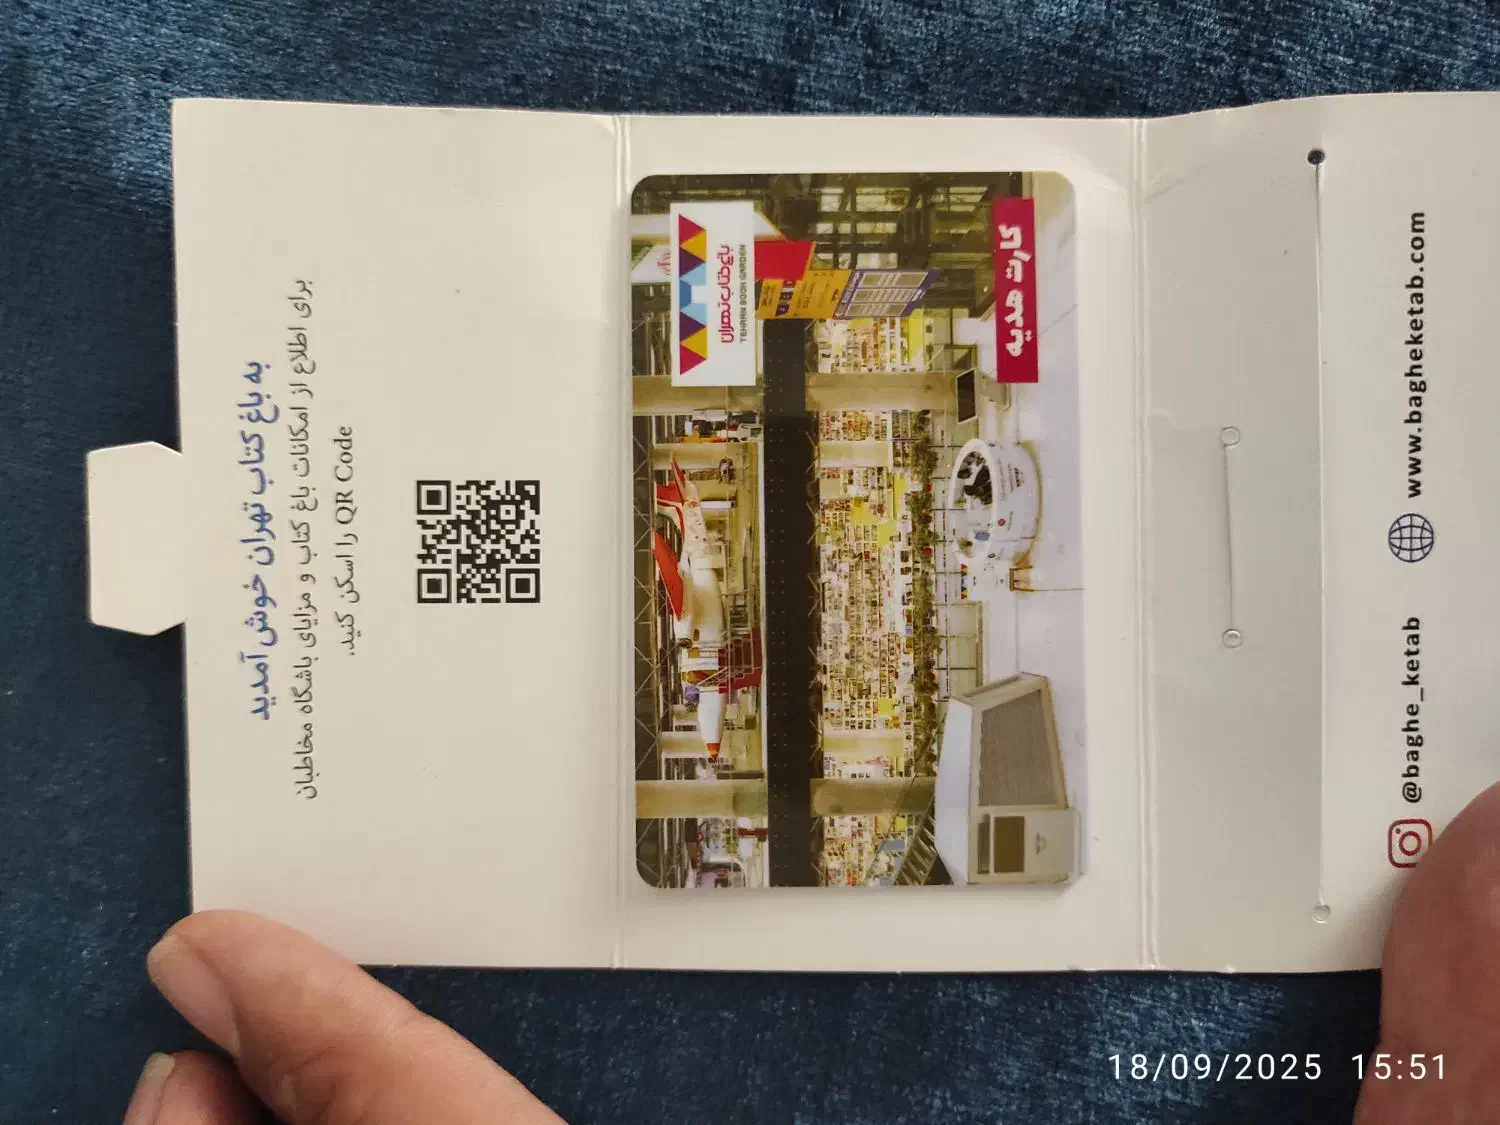 به باغ کتاب تهران خوش آمدید
برای اطلاع از امکانات باغ کتاب و مزایای باشگاه مخاطبان
QR Code را اسکن کنید.
باغ کتاب تهران
TEHRAN BOOK GARDEN
کارت هدیه
@baghe_ketab
www.bagheketab.com
18/09/2025 15:51